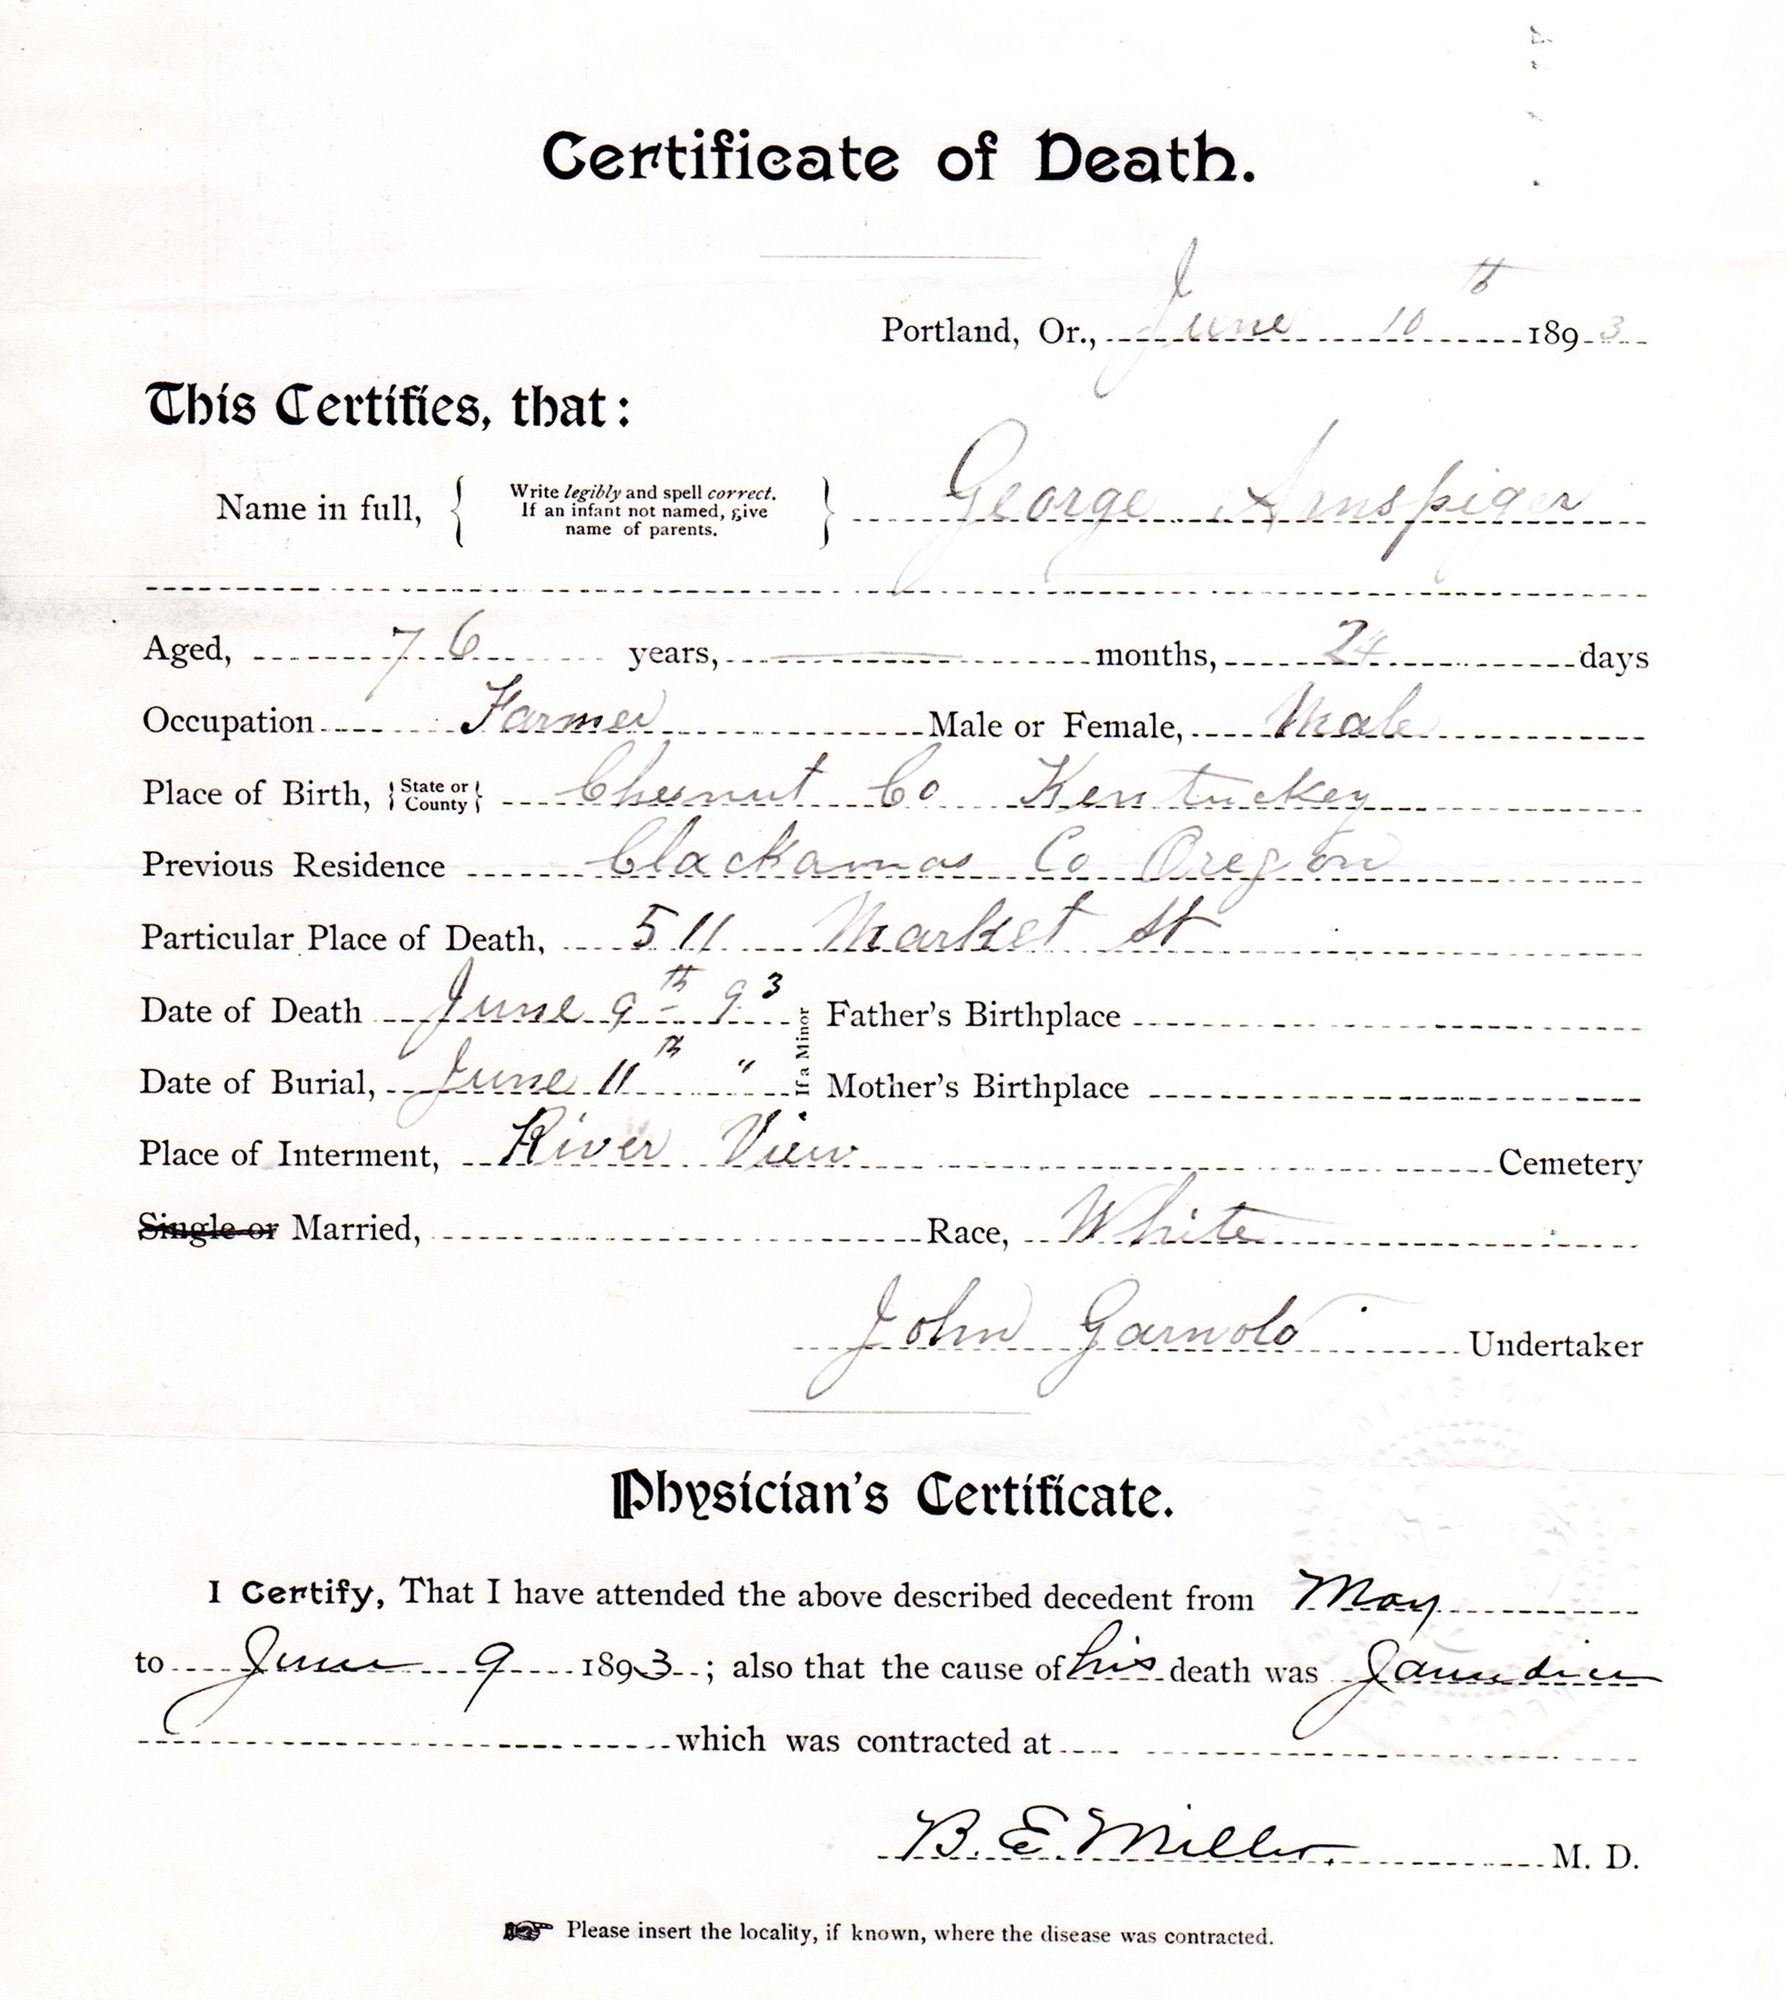 Certificate of Death.
Portland, Or., June 10th 1893
This Certifies, that:
Name in full, { Write legibly and spell correct. If an infant not named, give name of parents. } George Arnspiger
Aged, 76 years, — months, 24 days
Occupation Farmer Male or Female, Male
Place of Birth, { State or County } Chesnut Co Kentuckey
Previous Residence Clackamas Co Oregon
Particular Place of Death, 511 Market St
Date of Death June 9th 93 If a Minor Father's Birthplace
Date of Burial, June 11th " Mother's Birthplace
Place of Interment, River View Cemetery
Single or Married, Race, White
John Garnold Undertaker
Physician's Certificate.
I Certify, That I have attended the above described decedent from May
to June 9 1893; also that the cause of his death was Jaundice
which was contracted at
B. E. Miller. M. D.
☞ Please insert the locality, if known, where the disease was contracted.